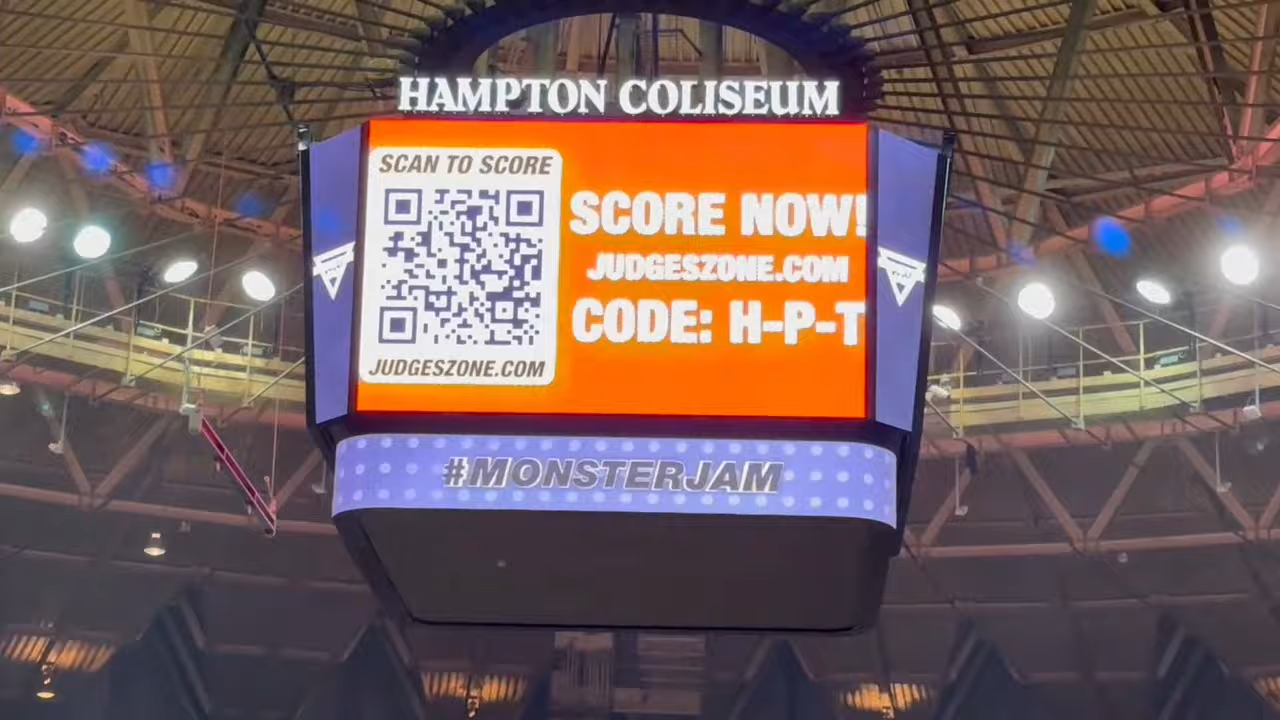 HAMPTON COLISEUM
SCAN TO SCORE
JUDGESZONE.COM
SCORE NOW!
JUDGESZONE.COM
CODE: H-P-T
#MONSTERJAM